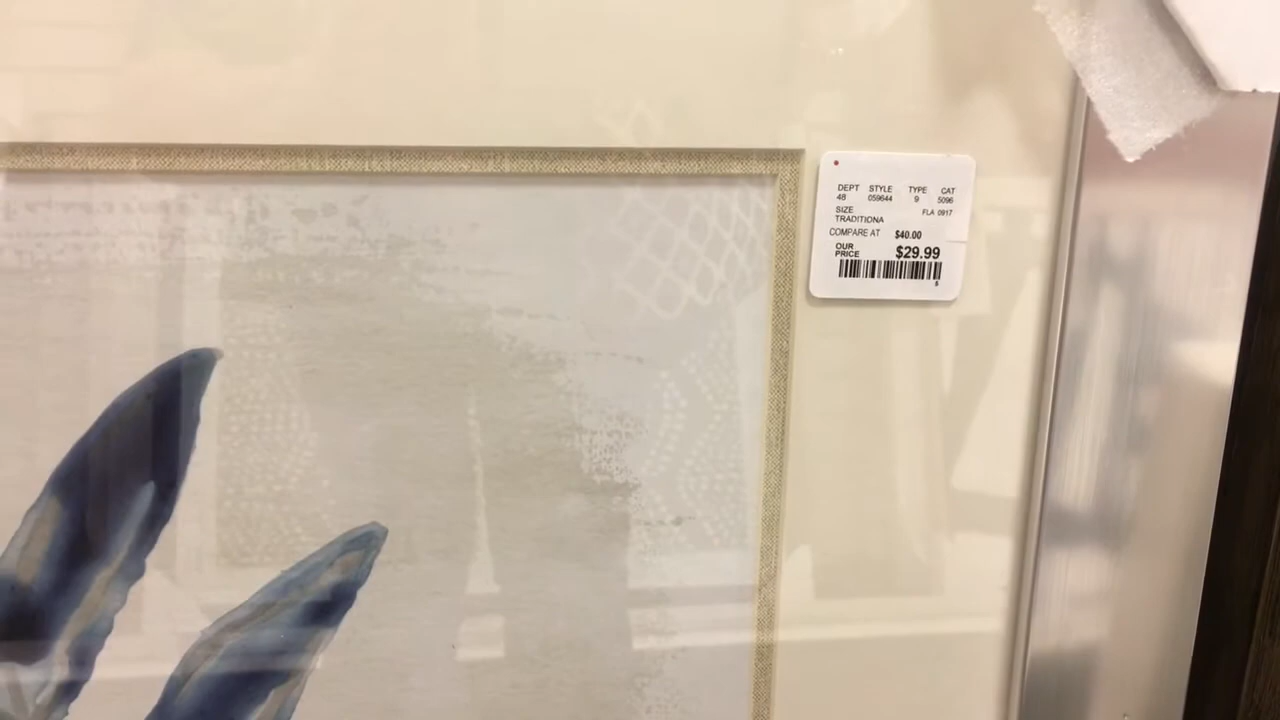 DEPT STYLE TYPE CAT
48 059644 9 5096
SIZE FLA 0917
TRADITIONA
COMPARE AT $40.00
OUR
PRICE $29.99
5